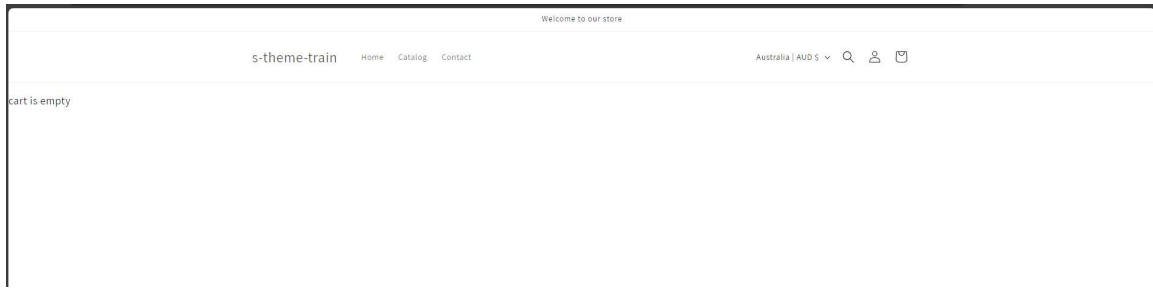 Welcome to our store
s-theme-train Home Catalog Contact Australia | AUD $
cart is empty